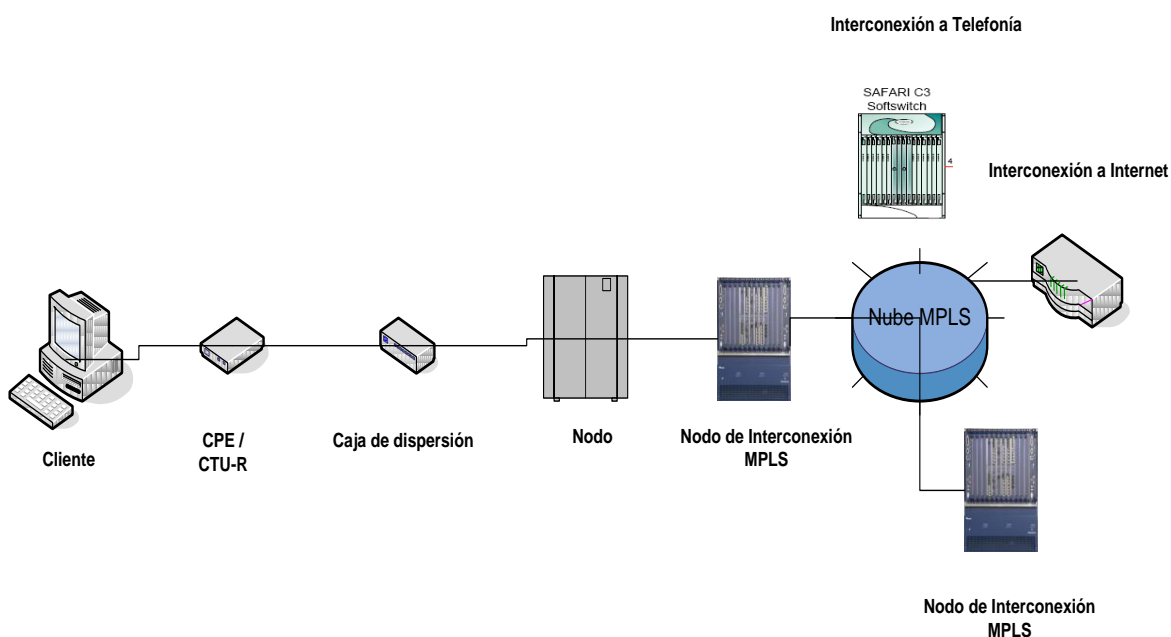 Interconexión a Telefonía
SAFARI C3
Softswitch
4
Interconexión a Internet
Nube MPLS
Cliente
CPE /
CTU-R
Caja de dispersión
Nodo
Nodo de Interconexión
MPLS
Nodo de Interconexión
MPLS